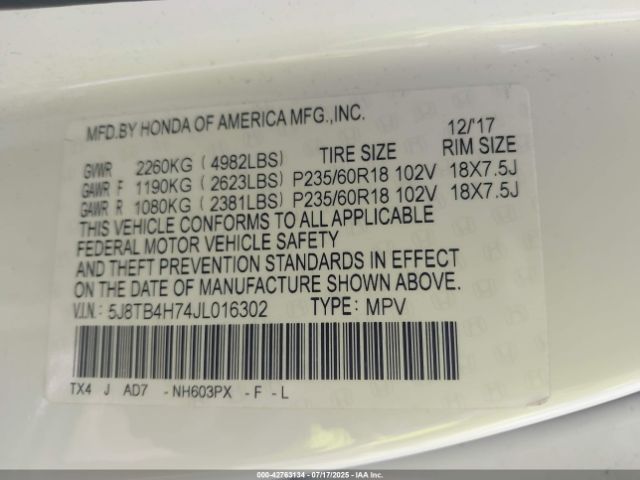 MFD.BY HONDA OF AMERICA MFG.,INC. 12/'17
GVWR 2260KG ( 4982LBS) TIRE SIZE RIM SIZE
GAWR F 1190KG ( 2623LBS) P235/60R18 102V 18X7.5J
GAWR R 1080KG ( 2381LBS) P235/60R18 102V 18X7.5J
THIS VEHICLE CONFORMS TO ALL APPLICABLE
FEDERAL MOTOR VEHICLE SAFETY
AND THEFT PREVENTION STANDARDS IN EFFECT
ON THE DATE OF MANUFACTURE SHOWN ABOVE.
V.I.N.: 5J8TB4H74JL016302 TYPE: MPV
TX4 J AD7 -NH603PX -F -L
000-42763134 - 07/17/2025 - IAA Inc.